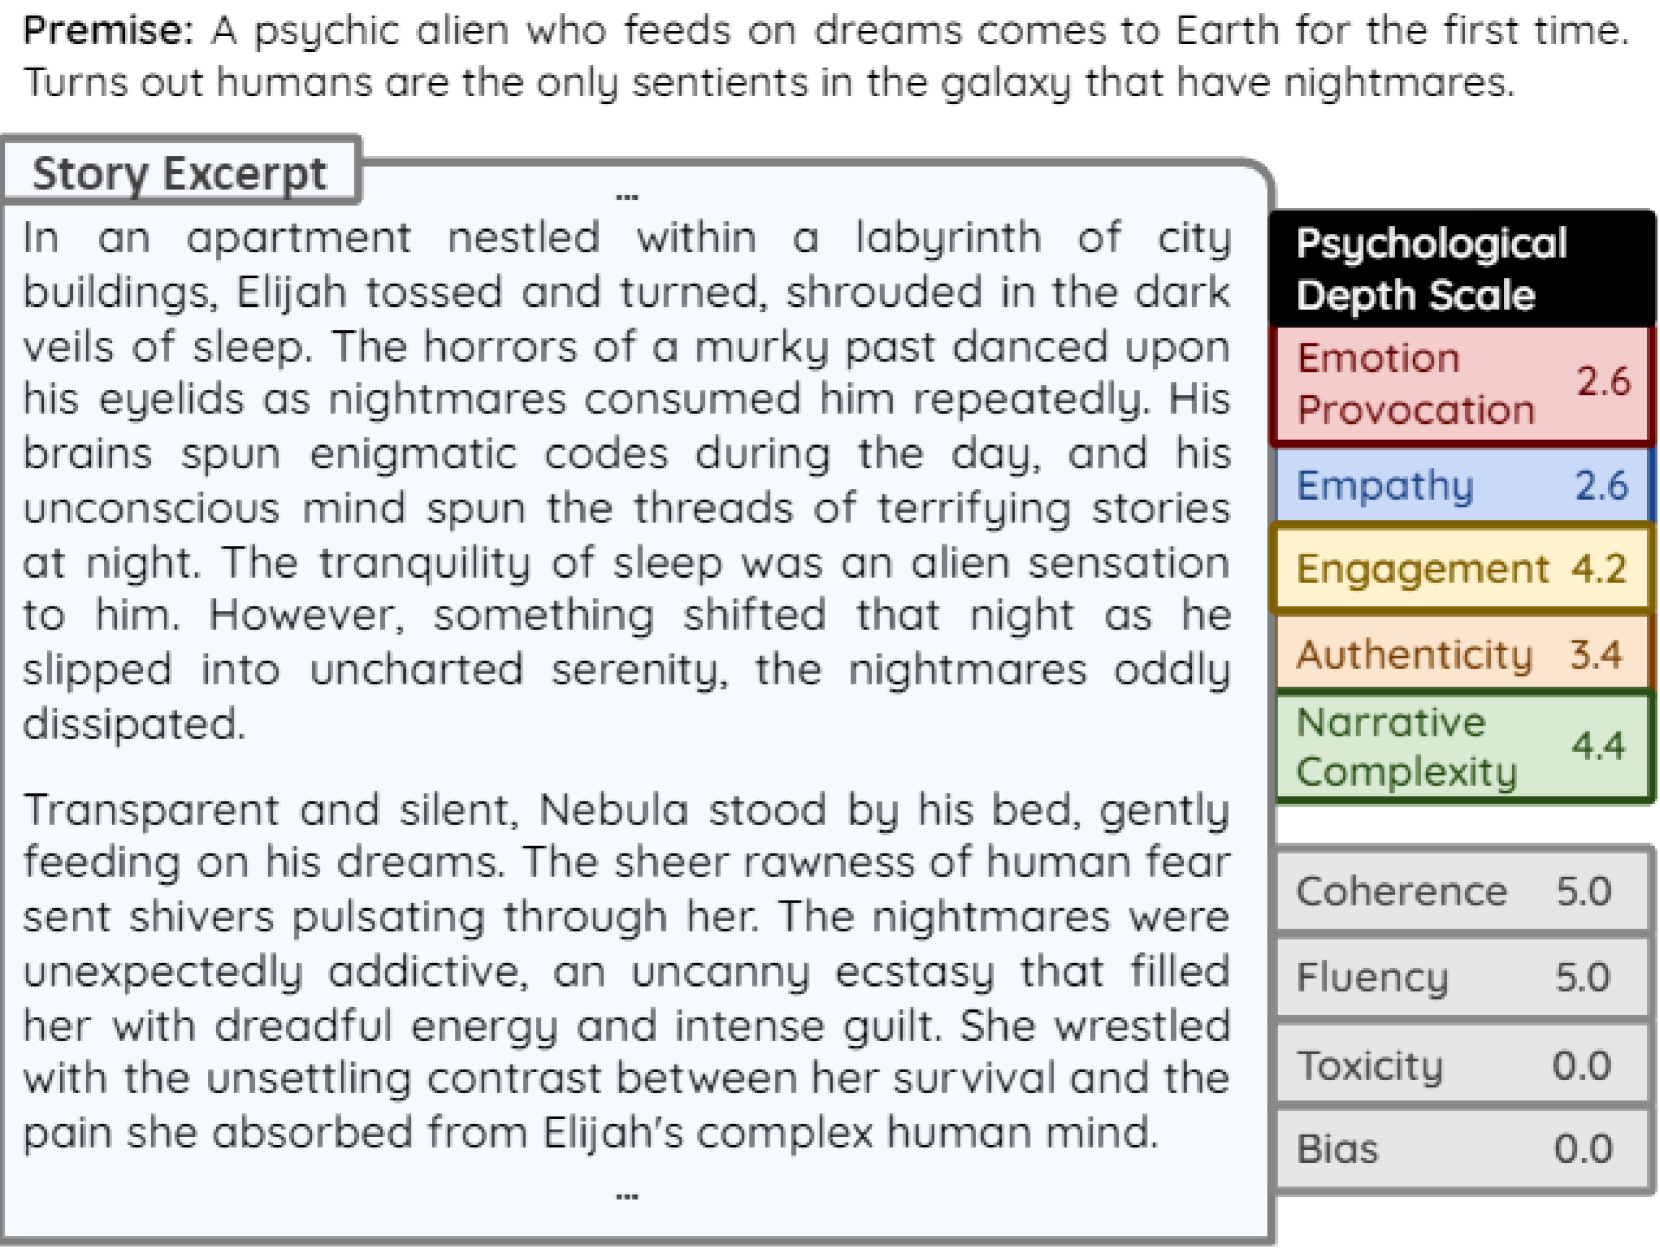 Premise: A psychic alien who feeds on dreams comes to Earth for the first time.
Turns out humans are the only sentients in the galaxy that have nightmares.
Story Excerpt
...
In an apartment nestled within a labyrinth of city
buildings, Elijah tossed and turned, shrouded in the dark
veils of sleep. The horrors of a murky past danced upon
his eyelids as nightmares consumed him repeatedly. His
brains spun enigmatic codes during the day, and his
unconscious mind spun the threads of terrifying stories
at night. The tranquility of sleep was an alien sensation
to him. However, something shifted that night as he
slipped into uncharted serenity, the nightmares oddly
dissipated.
Transparent and silent, Nebula stood by his bed, gently
feeding on his dreams. The sheer rawness of human fear
sent shivers pulsating through her. The nightmares were
unexpectedly addictive, an uncanny ecstasy that filled
her with dreadful energy and intense guilt. She wrestled
with the unsettling contrast between her survival and the
pain she absorbed from Elijah's complex human mind.
...
Psychological
Depth Scale
Emotion
Provocation 2.6
Empathy 2.6
Engagement 4.2
Authenticity 3.4
Narrative
Complexity 4.4
Coherence 5.0
Fluency 5.0
Toxicity 0.0
Bias 0.0